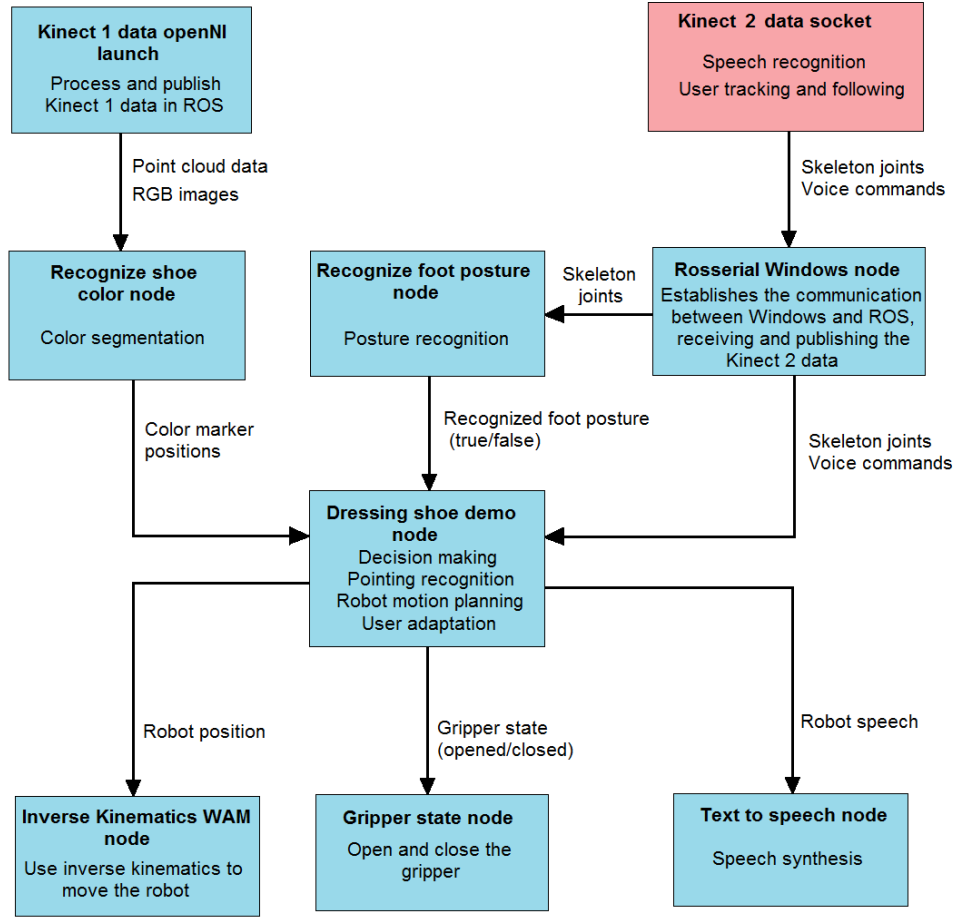 Kinect 1 data openNI
launch
Process and publish
Kinect 1 data in ROS
Kinect 2 data socket
Speech recognition
User tracking and following
Point cloud data
RGB images
Skeleton joints
Voice commands
Recognize shoe
color node
Color segmentation
Recognize foot posture
node
Posture recognition
Skeleton
joints
Rosserial Windows node
Establishes the communication
between Windows and ROS,
receiving and publishing the
Kinect 2 data
Color marker
positions
Recognized foot posture
(true/false)
Skeleton joints
Voice commands
Dressing shoe demo
node
Decision making
Pointing recognition
Robot motion planning
User adaptation
Robot position
Gripper state
(opened/closed)
Robot speech
Inverse Kinematics WAM
node
Use inverse kinematics to
move the robot
Gripper state node
Open and close the
gripper
Text to speech node
Speech synthesis